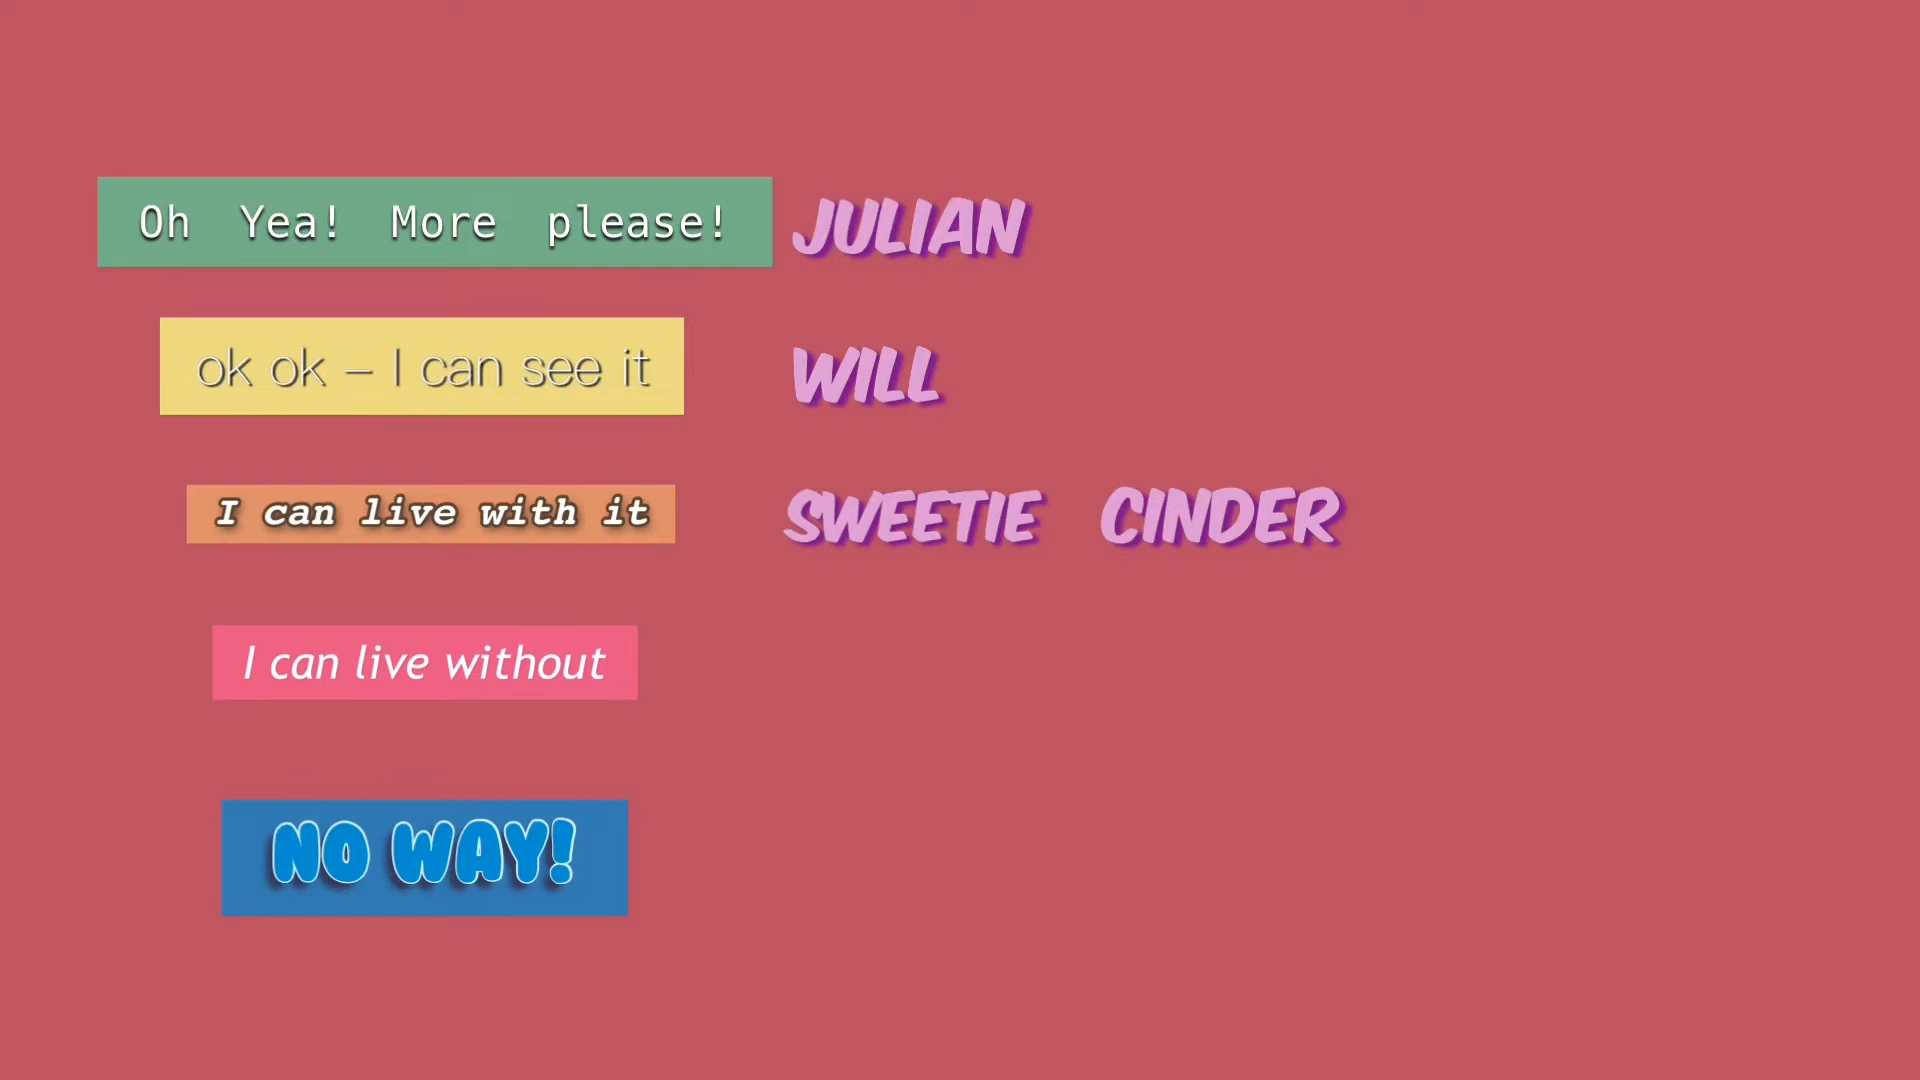 Oh Yea! More please! JULIAN
ok ok – I can see it WILL
I can live with it SWEETIE CINDER
I can live without
NO WAY!